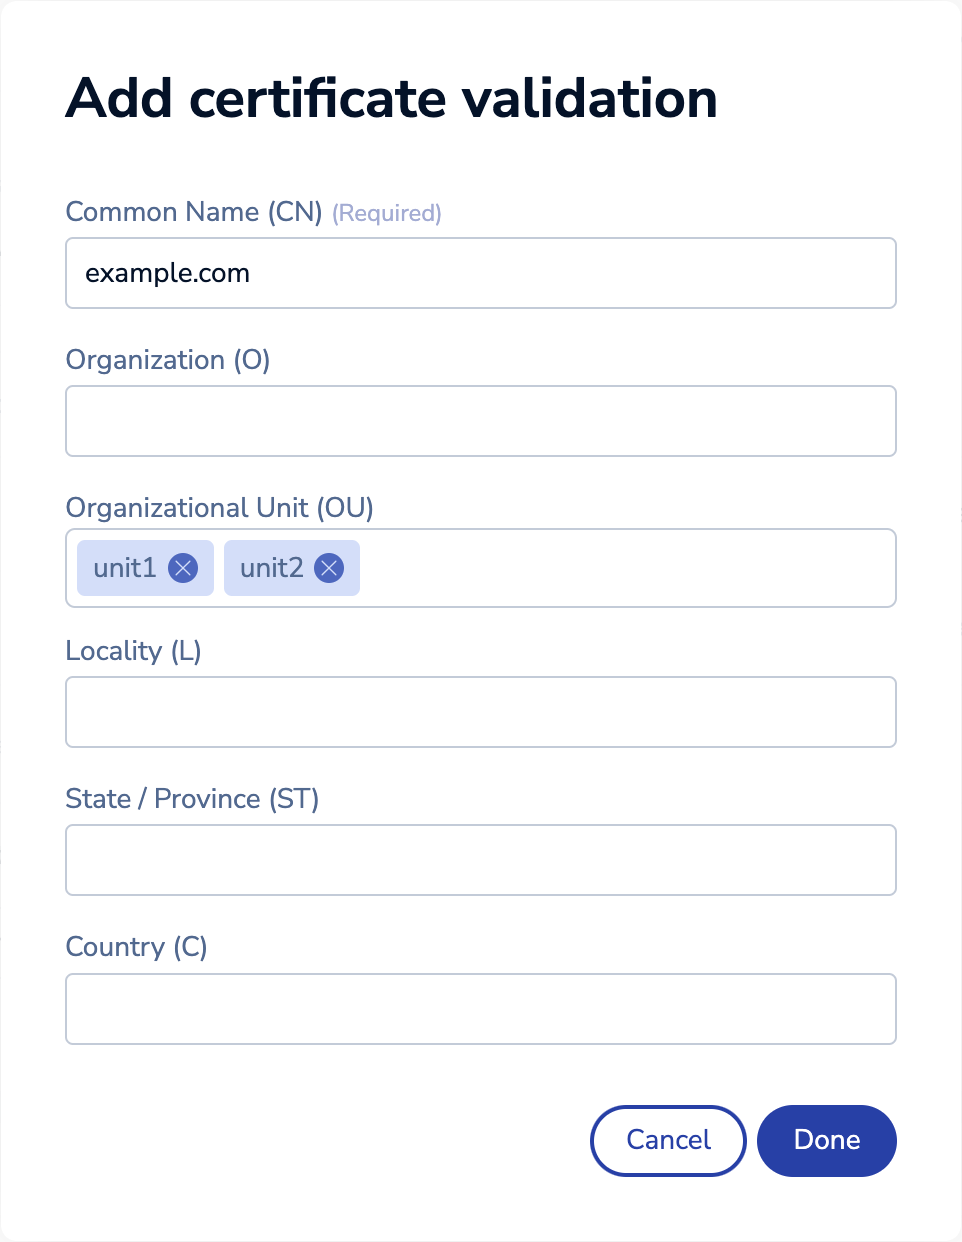 Add certificate validation
Common Name (CN) (Required)
example.com
Organization (O)
Organizational Unit (OU)
unit1 unit2
Locality (L)
State / Province (ST)
Country (C)
Cancel Done